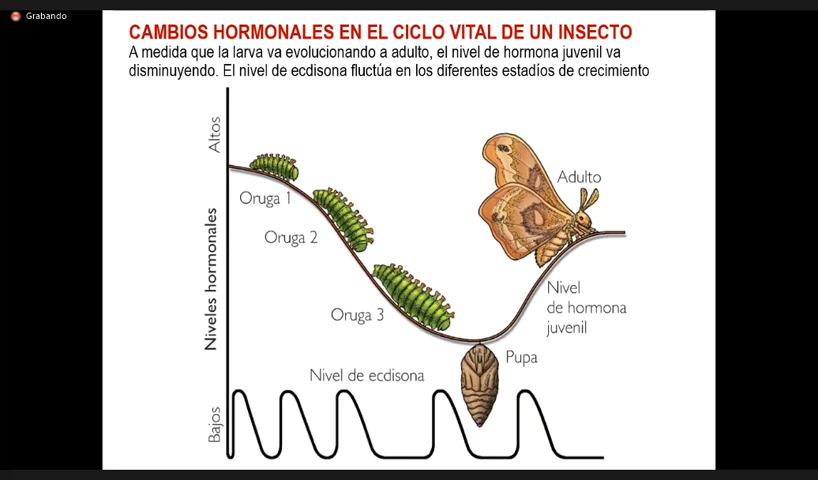 Grabando
CAMBIOS HORMONALES EN EL CICLO VITAL DE UN INSECTO
A medida que la larva va evolucionando a adulto, el nivel de hormona juvenil va
disminuyendo. El nivel de ecdisona fluctúa en los diferentes estadíos de crecimiento
Altos
Niveles hormonales
Bajos
Oruga 1
Oruga 2
Oruga 3
Adulto
Nivel
de hormona
juvenil
Pupa
Nivel de ecdisona